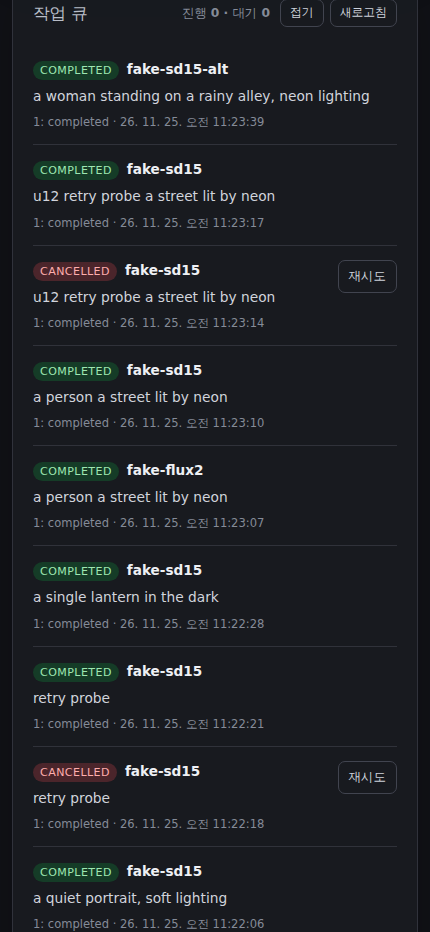 작업 큐
진행 0 · 대기 0 접기 새로고침
COMPLETED fake-sd15-alt
a woman standing on a rainy alley, neon lighting
1: completed · 26. 11. 25. 오전 11:23:39
COMPLETED fake-sd15
u12 retry probe a street lit by neon
1: completed · 26. 11. 25. 오전 11:23:17
CANCELLED fake-sd15 재시도
u12 retry probe a street lit by neon
1: completed · 26. 11. 25. 오전 11:23:14
COMPLETED fake-sd15
a person a street lit by neon
1: completed · 26. 11. 25. 오전 11:23:10
COMPLETED fake-flux2
a person a street lit by neon
1: completed · 26. 11. 25. 오전 11:23:07
COMPLETED fake-sd15
a single lantern in the dark
1: completed · 26. 11. 25. 오전 11:22:28
COMPLETED fake-sd15
retry probe
1: completed · 26. 11. 25. 오전 11:22:21
CANCELLED fake-sd15 재시도
retry probe
1: completed · 26. 11. 25. 오전 11:22:18
COMPLETED fake-sd15
a quiet portrait, soft lighting
1: completed · 26. 11. 25. 오전 11:22:06